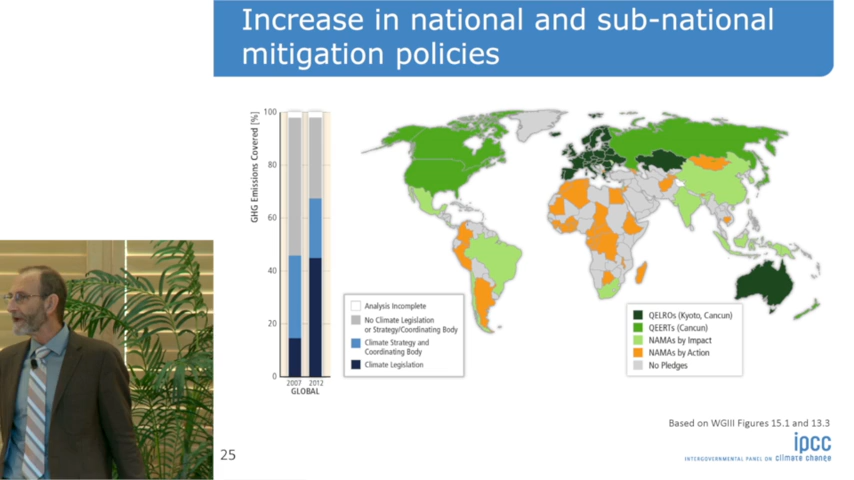 Increase in national and sub-national
mitigation policies
GHG Emissions Covered [%]
100
80
60
40
20
0
2007 2012
GLOBAL
Analysis Incomplete
No Climate Legislation
or Strategy/Coordinating Body
Climate Strategy and
Coordinating Body
Climate Legislation
QELROs (Kyoto, Cancun)
QEERTs (Cancun)
NAMAs by Impact
NAMAs by Action
No Pledges
Based on WGIII Figures 15.1 and 13.3
25
ipcc
INTERGOVERNMENTAL PANEL ON climate change